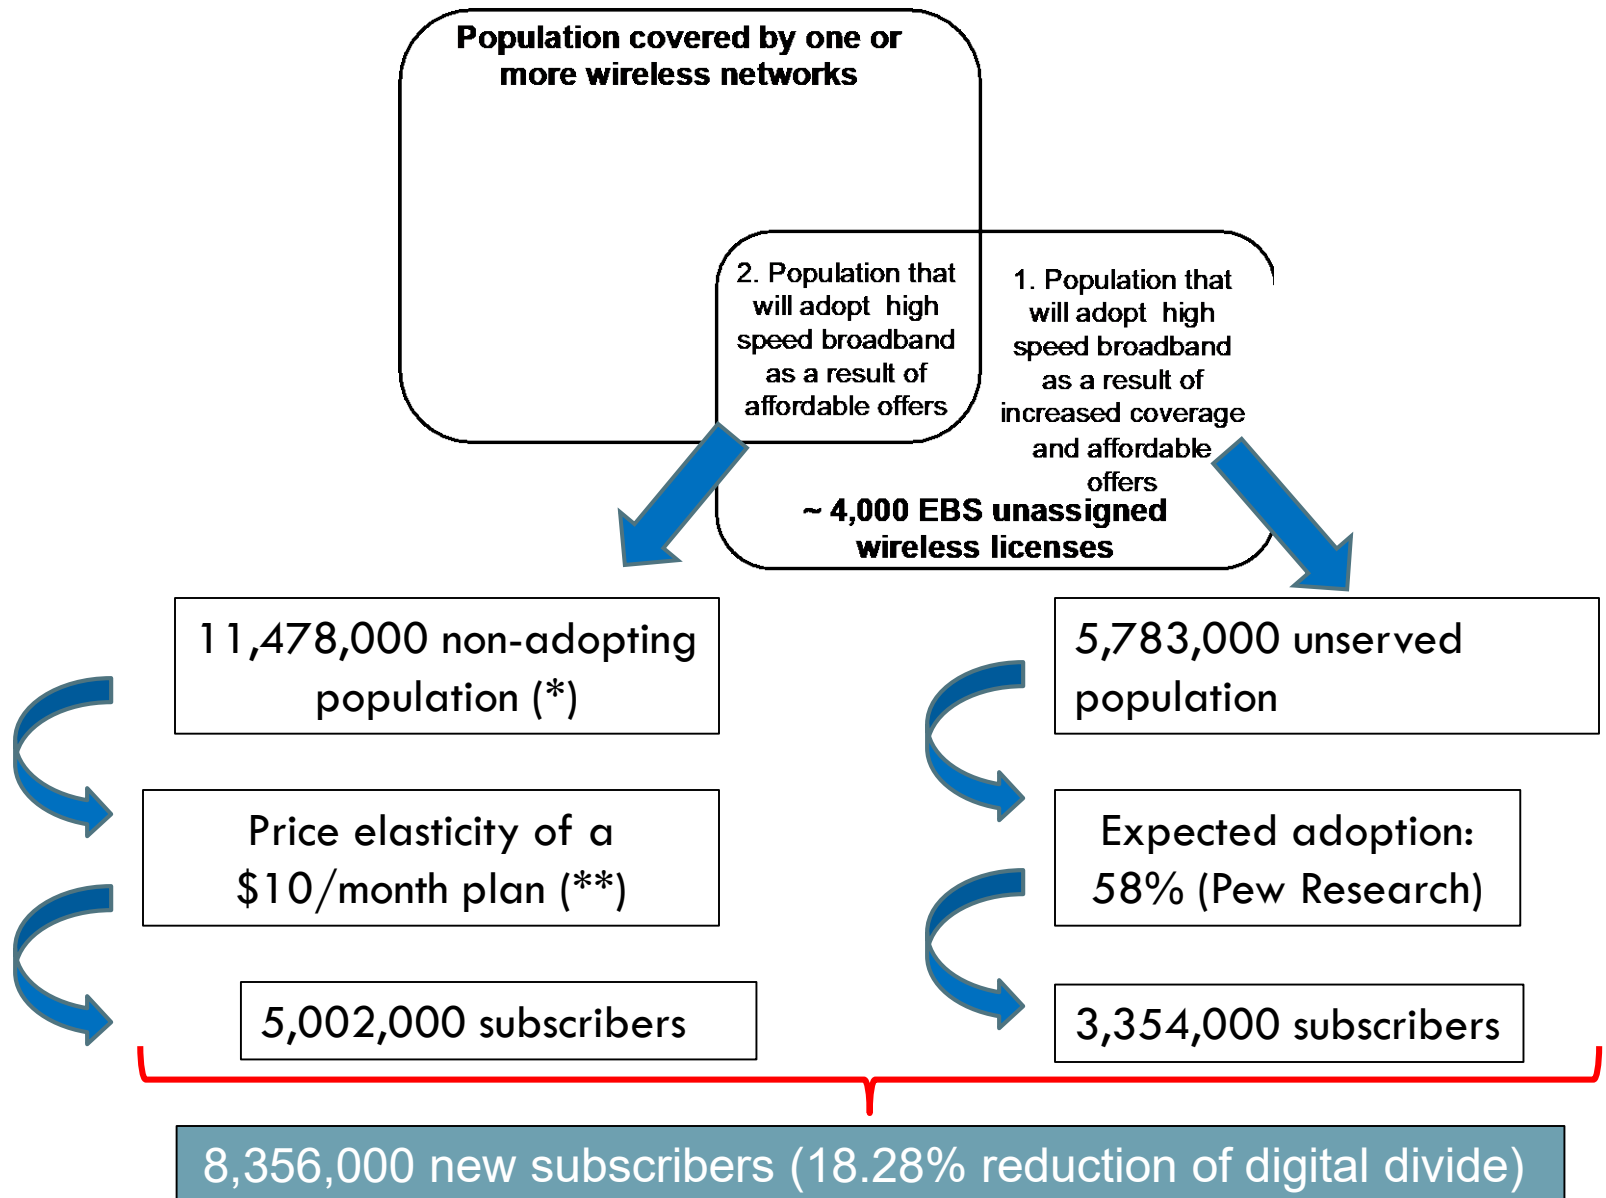 Population covered by one or
more wireless networks
2. Population that
will adopt high
speed broadband
as a result of
affordable offers
1. Population that
will adopt high
speed broadband
as a result of
increased coverage
and affordable
offers
~ 4,000 EBS unassigned
wireless licenses
11,478,000 non-adopting
population (*)
5,783,000 unserved
population
Price elasticity of a
$10/month plan (**)
Expected adoption:
58% (Pew Research)
5,002,000 subscribers
3,354,000 subscribers
8,356,000 new subscribers (18.28% reduction of digital divide)